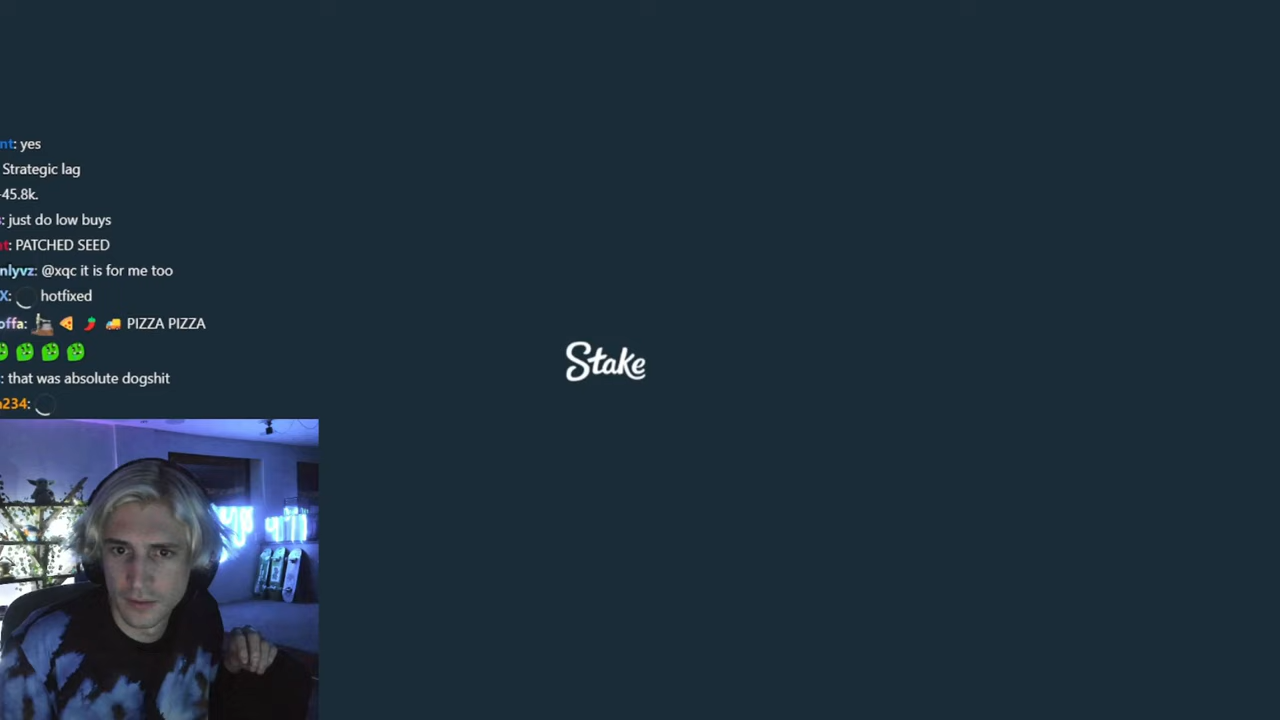 nt: yes
Strategic lag
-45.8k.
s: just do low buys
nt: PATCHED SEED
nlyvz: @xqc it is for me too
X: hotfixed
offa: PIZZA PIZZA
: that was absolute dogshit
a234:
Stake